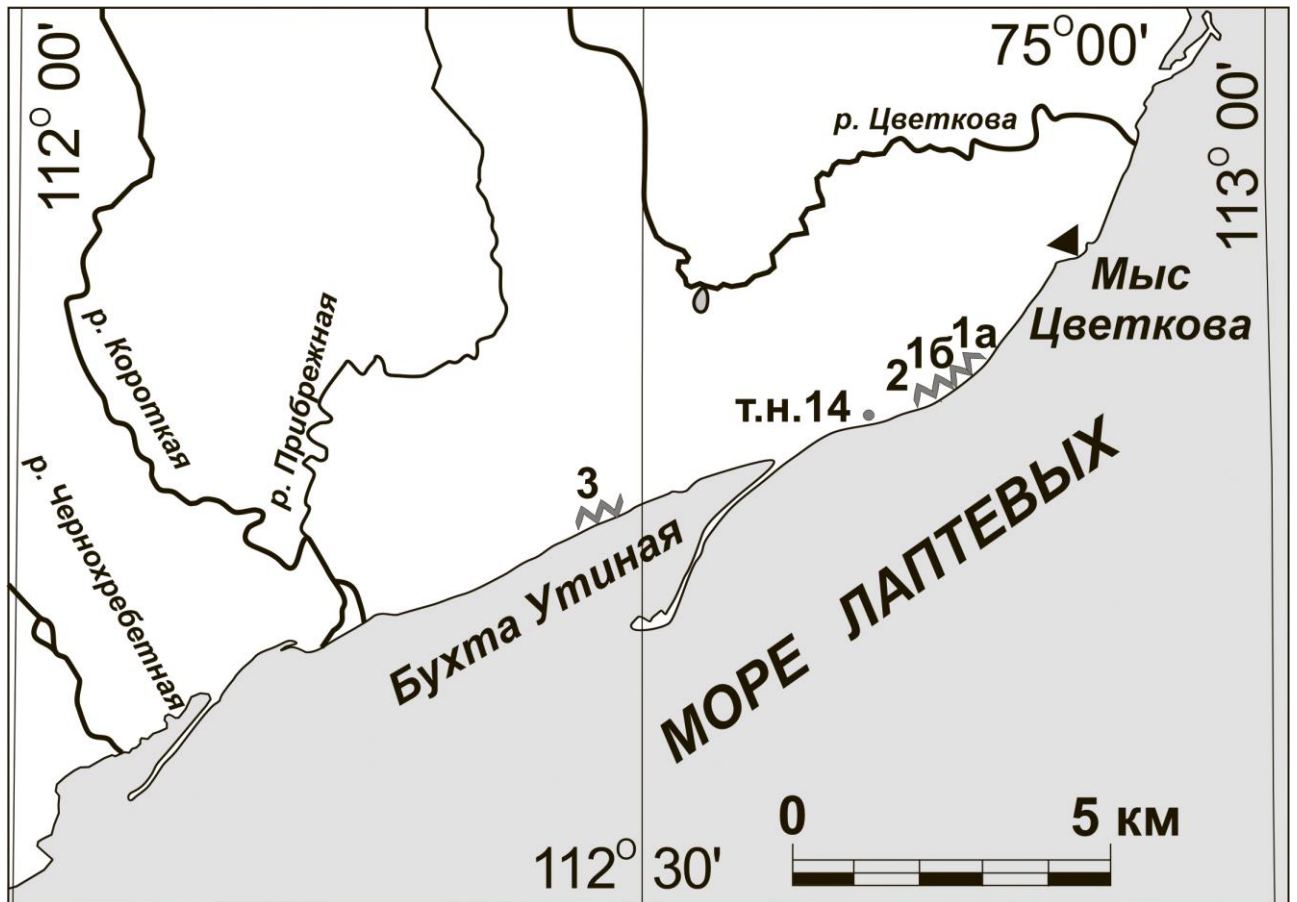 112° 00'
75°00'
113° 00'
р. Цветкова
Мыс
Цветкова
р. Короткая
р. Прибрежная
1а
1б
2
т.н.14
3
р. Чернохребетная
Бухта Утиная
МОРЕ ЛАПТЕВЫХ
0 5 км
112° 30'